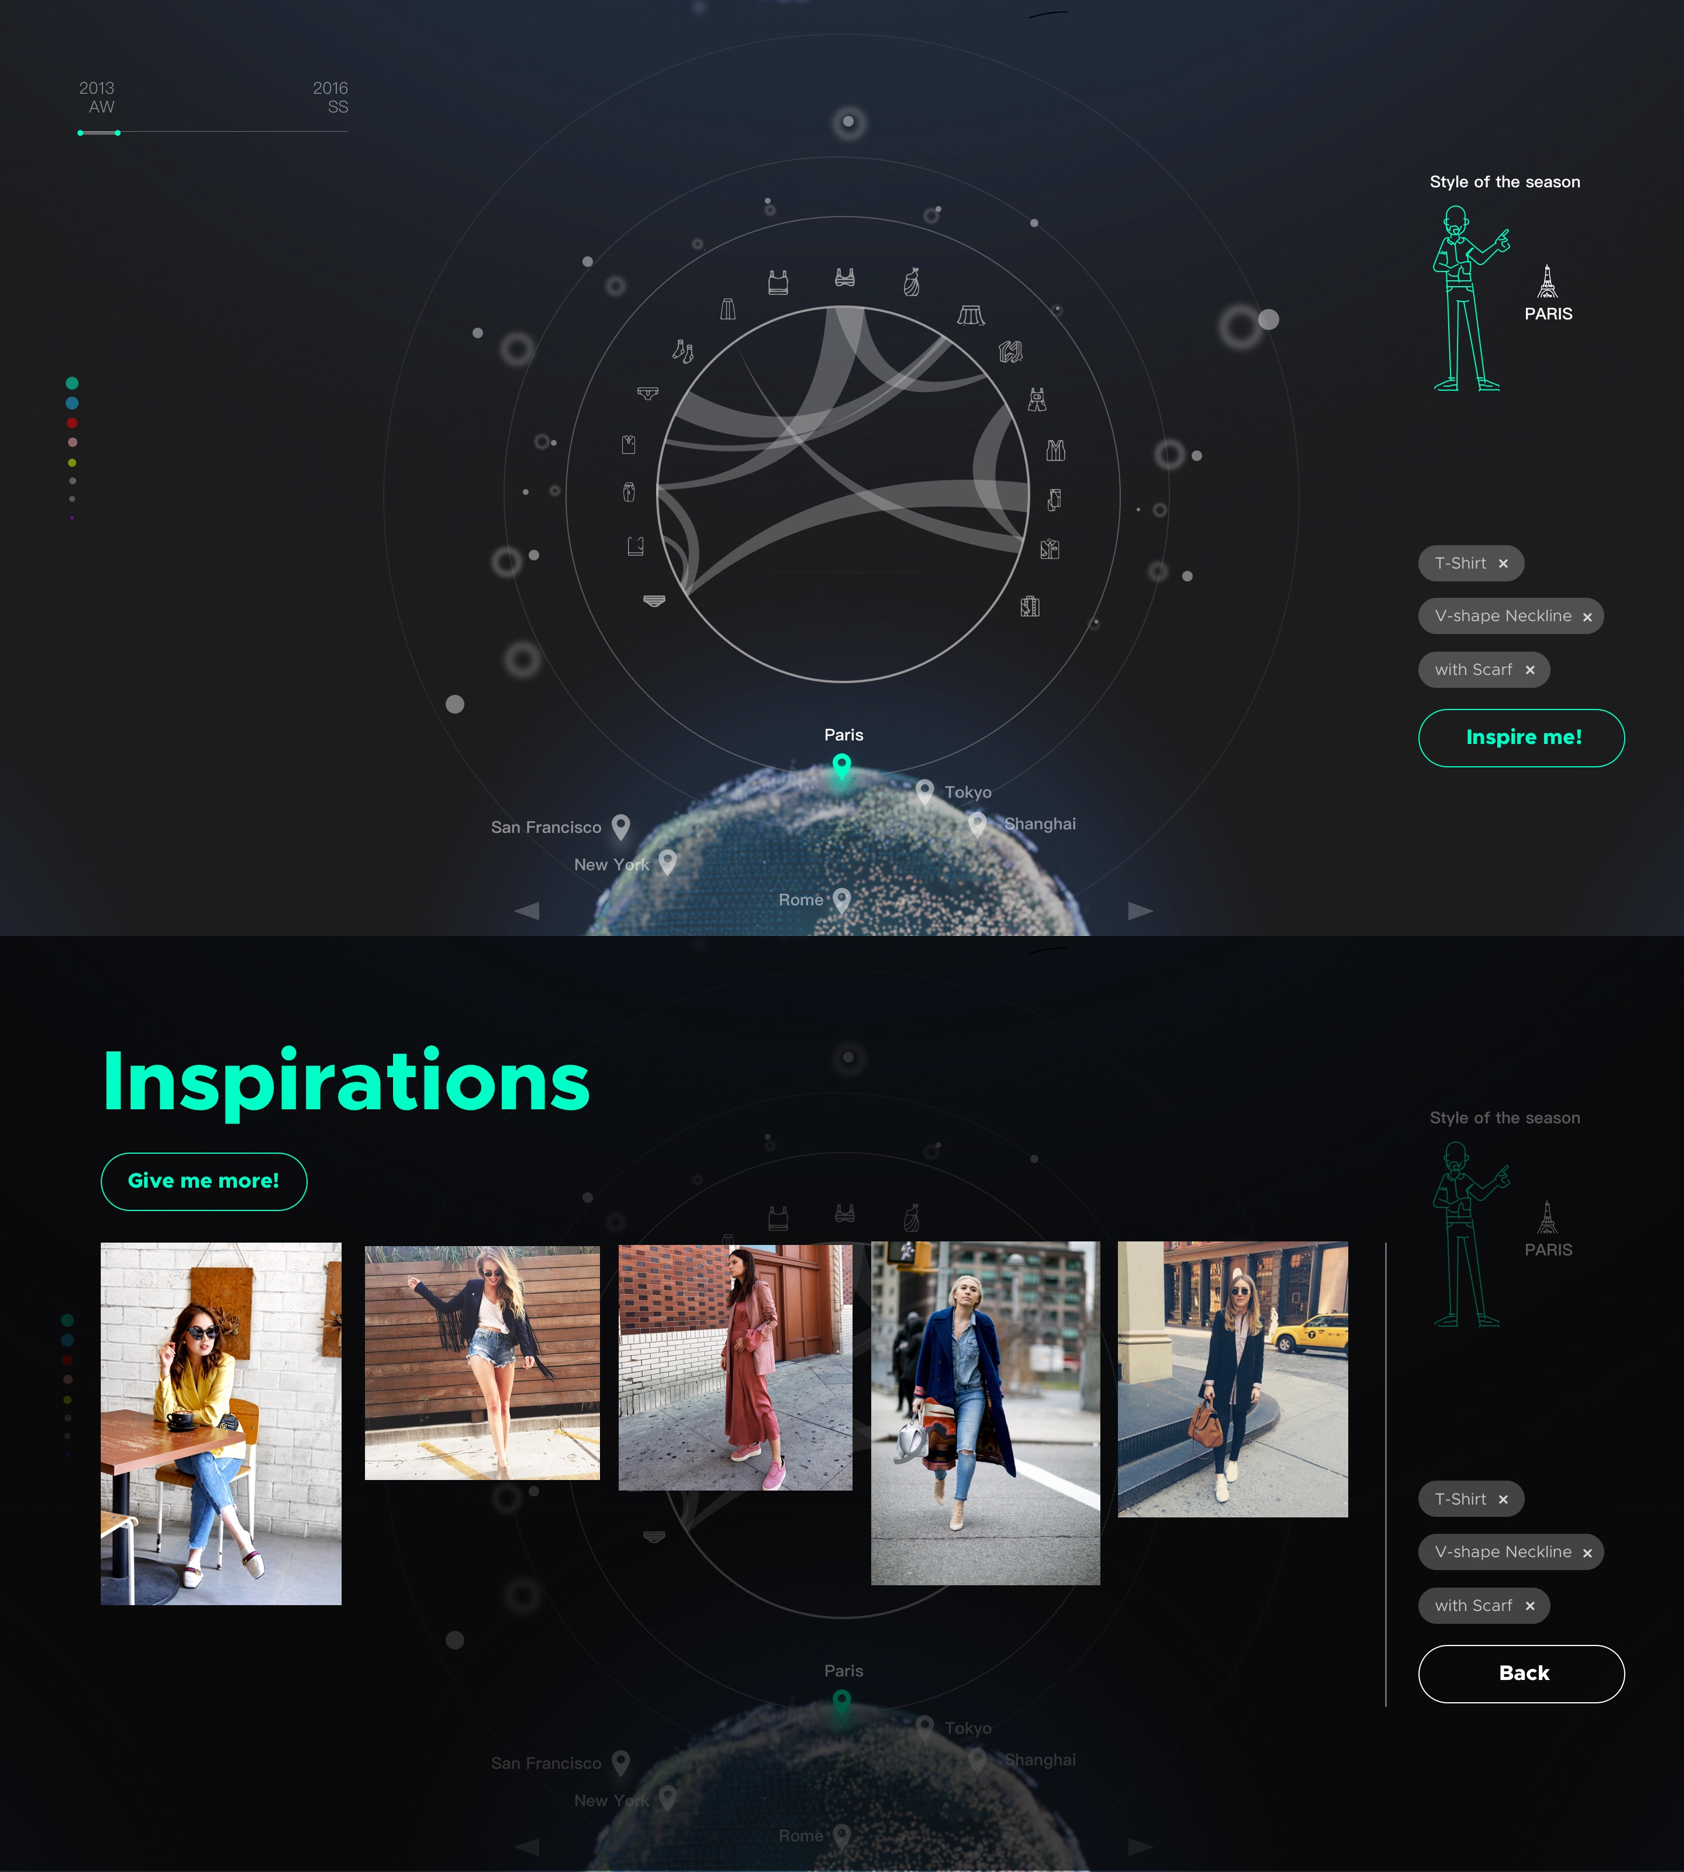 2013
AW
2016
SS
Style of the season
PARIS
T-Shirt ×
V-shape Neckline ×
with Scarf ×
Inspire me!
Paris
Tokyo
San Francisco
Shanghai
New York
Rome
Inspirations
Give me more!
Style of the season
PARIS
T-Shirt ×
V-shape Neckline ×
with Scarf ×
Back
Paris
Tokyo
San Francisco
Shanghai
New York
Rome